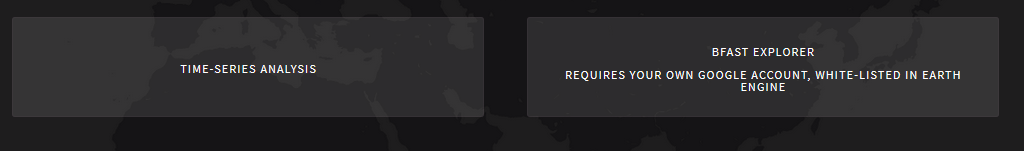 TIME-SERIES ANALYSIS
BFAST EXPLORER
REQUIRES YOUR OWN GOOGLE ACCOUNT, WHITE-LISTED IN EARTH
ENGINE